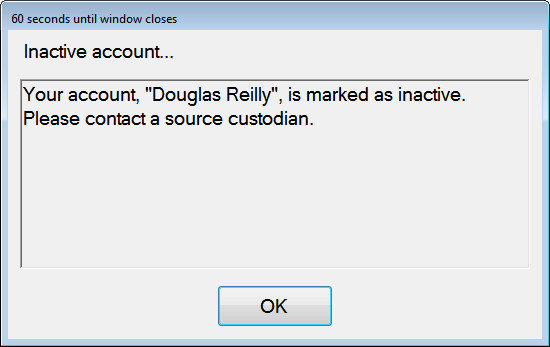 60 seconds until window closes
Inactive account...
Your account, "Douglas Reilly", is marked as inactive.
Please contact a source custodian.
OK